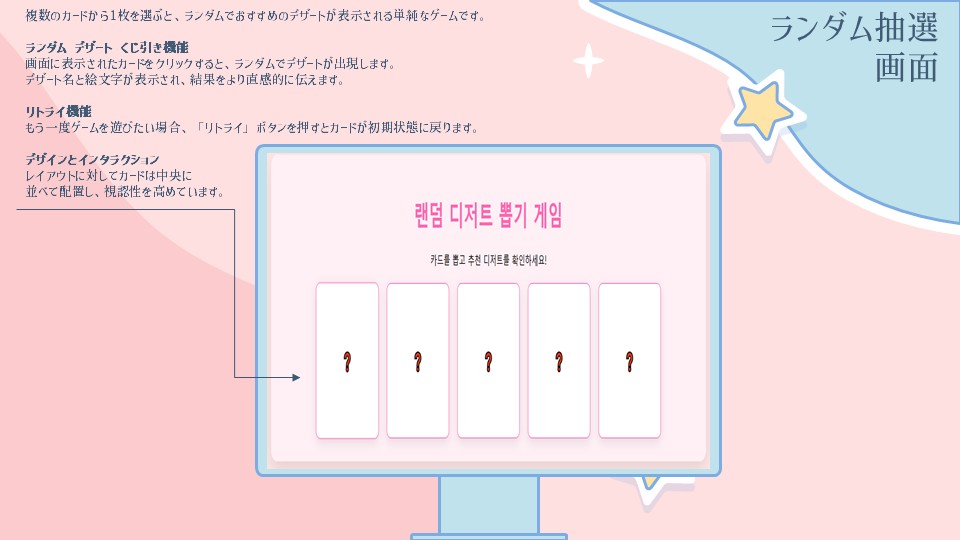 複数のカードから1枚を選ぶと、ランダムでおすすめのデザートが表示される単純なゲームです。
ランダム デザート くじ引き機能
画面に表示されたカードをクリックすると、ランダムでデザートが出現します。
デザート名と絵文字が表示され、結果をより直感的に伝えます。
リトライ機能
もう一度ゲームを遊びたい場合、「リトライ」ボタンを押すとカードが初期状態に戻ります。
デザインとインタラクション
レイアウトに対してカードは中央に
並べて配置し、視認性を高めています。
ランダム抽選
画面
랜덤 디저트 뽑기 게임
카드를 뽑고 추천 디저트를 확인하세요!
? ? ? ? ?